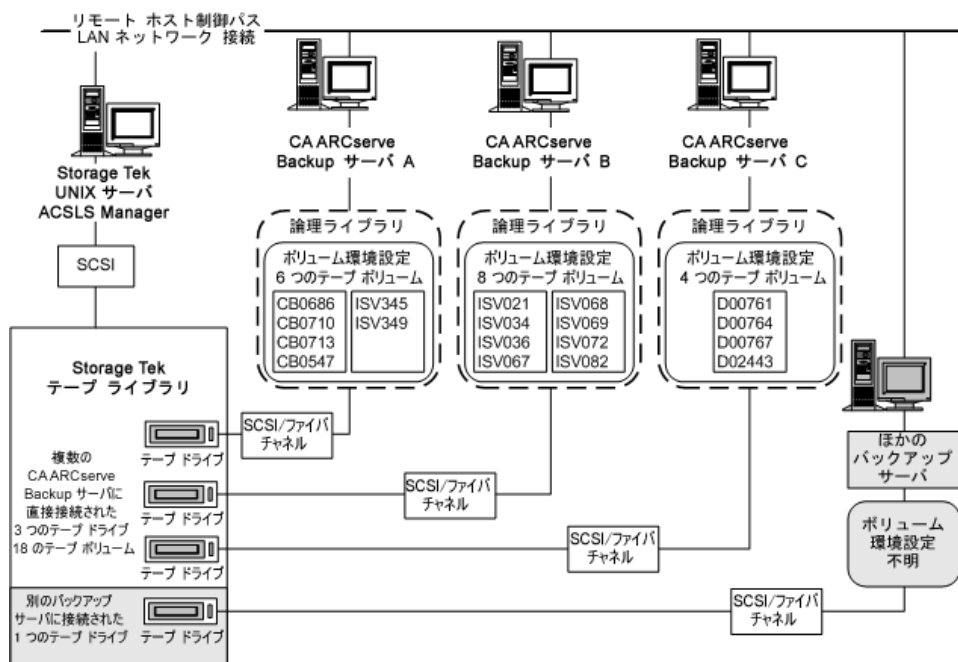 リモート ホスト制御パス
LAN ネットワーク 接続
Storage Tek
UNIX サーバ
ACSLS Manager
SCSI
CA ARCserve
Backup サーバ A
CA ARCserve
Backup サーバ B
CA ARCserve
Backup サーバ C
論理ライブラリ
ボリューム環境設定
6 つのテープ ボリューム
CB0686
CB0710
CB0713
CB0547
ISV345
ISV349
論理ライブラリ
ボリューム環境設定
8 つのテープ ボリューム
ISV021
ISV034
ISV036
ISV067
ISV068
ISV069
ISV072
ISV082
論理ライブラリ
ボリューム環境設定
4 つのテープ ボリューム
D00761
D00764
D00767
D02443
ほかの
バックアップ
サーバ
ボリューム
環境設定
不明
Storage Tek
テープ ライブラリ
複数の
CA ARCserve
Backup サーバに
直接接続された
3 つのテープ ドライブ
18 のテープ ボリューム
テープ ドライブ
テープ ドライブ
テープ ドライブ
別のバックアップ
サーバに接続された
1 つのテープ ドライブ
テープ ドライブ
SCSI/ファイバ
チャネル
SCSI/ファイバ
チャネル
SCSI/ファイバ
チャネル
SCSI/ファイバ
チャネル